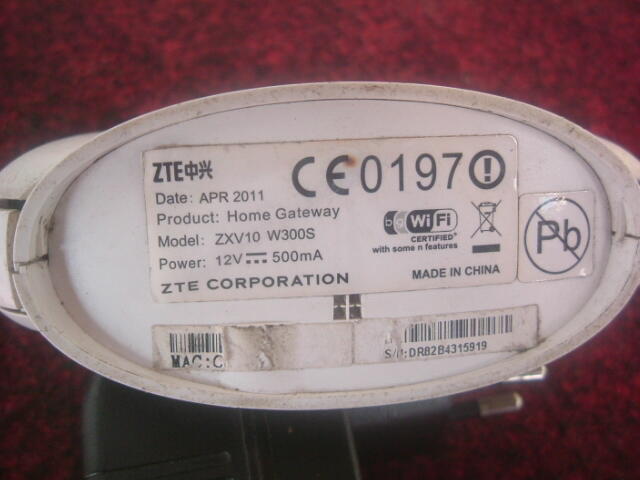 ZTE中兴
CE0197
Date: APR 2011
Product: Home Gateway
Model: ZXV10 W300S
Power: 12V 500mA
ZTE CORPORATION
bg WiFi
CERTIFIED
with some n features
MADE IN CHINA
Pb
MAC:C
S/N:DR82B4315919